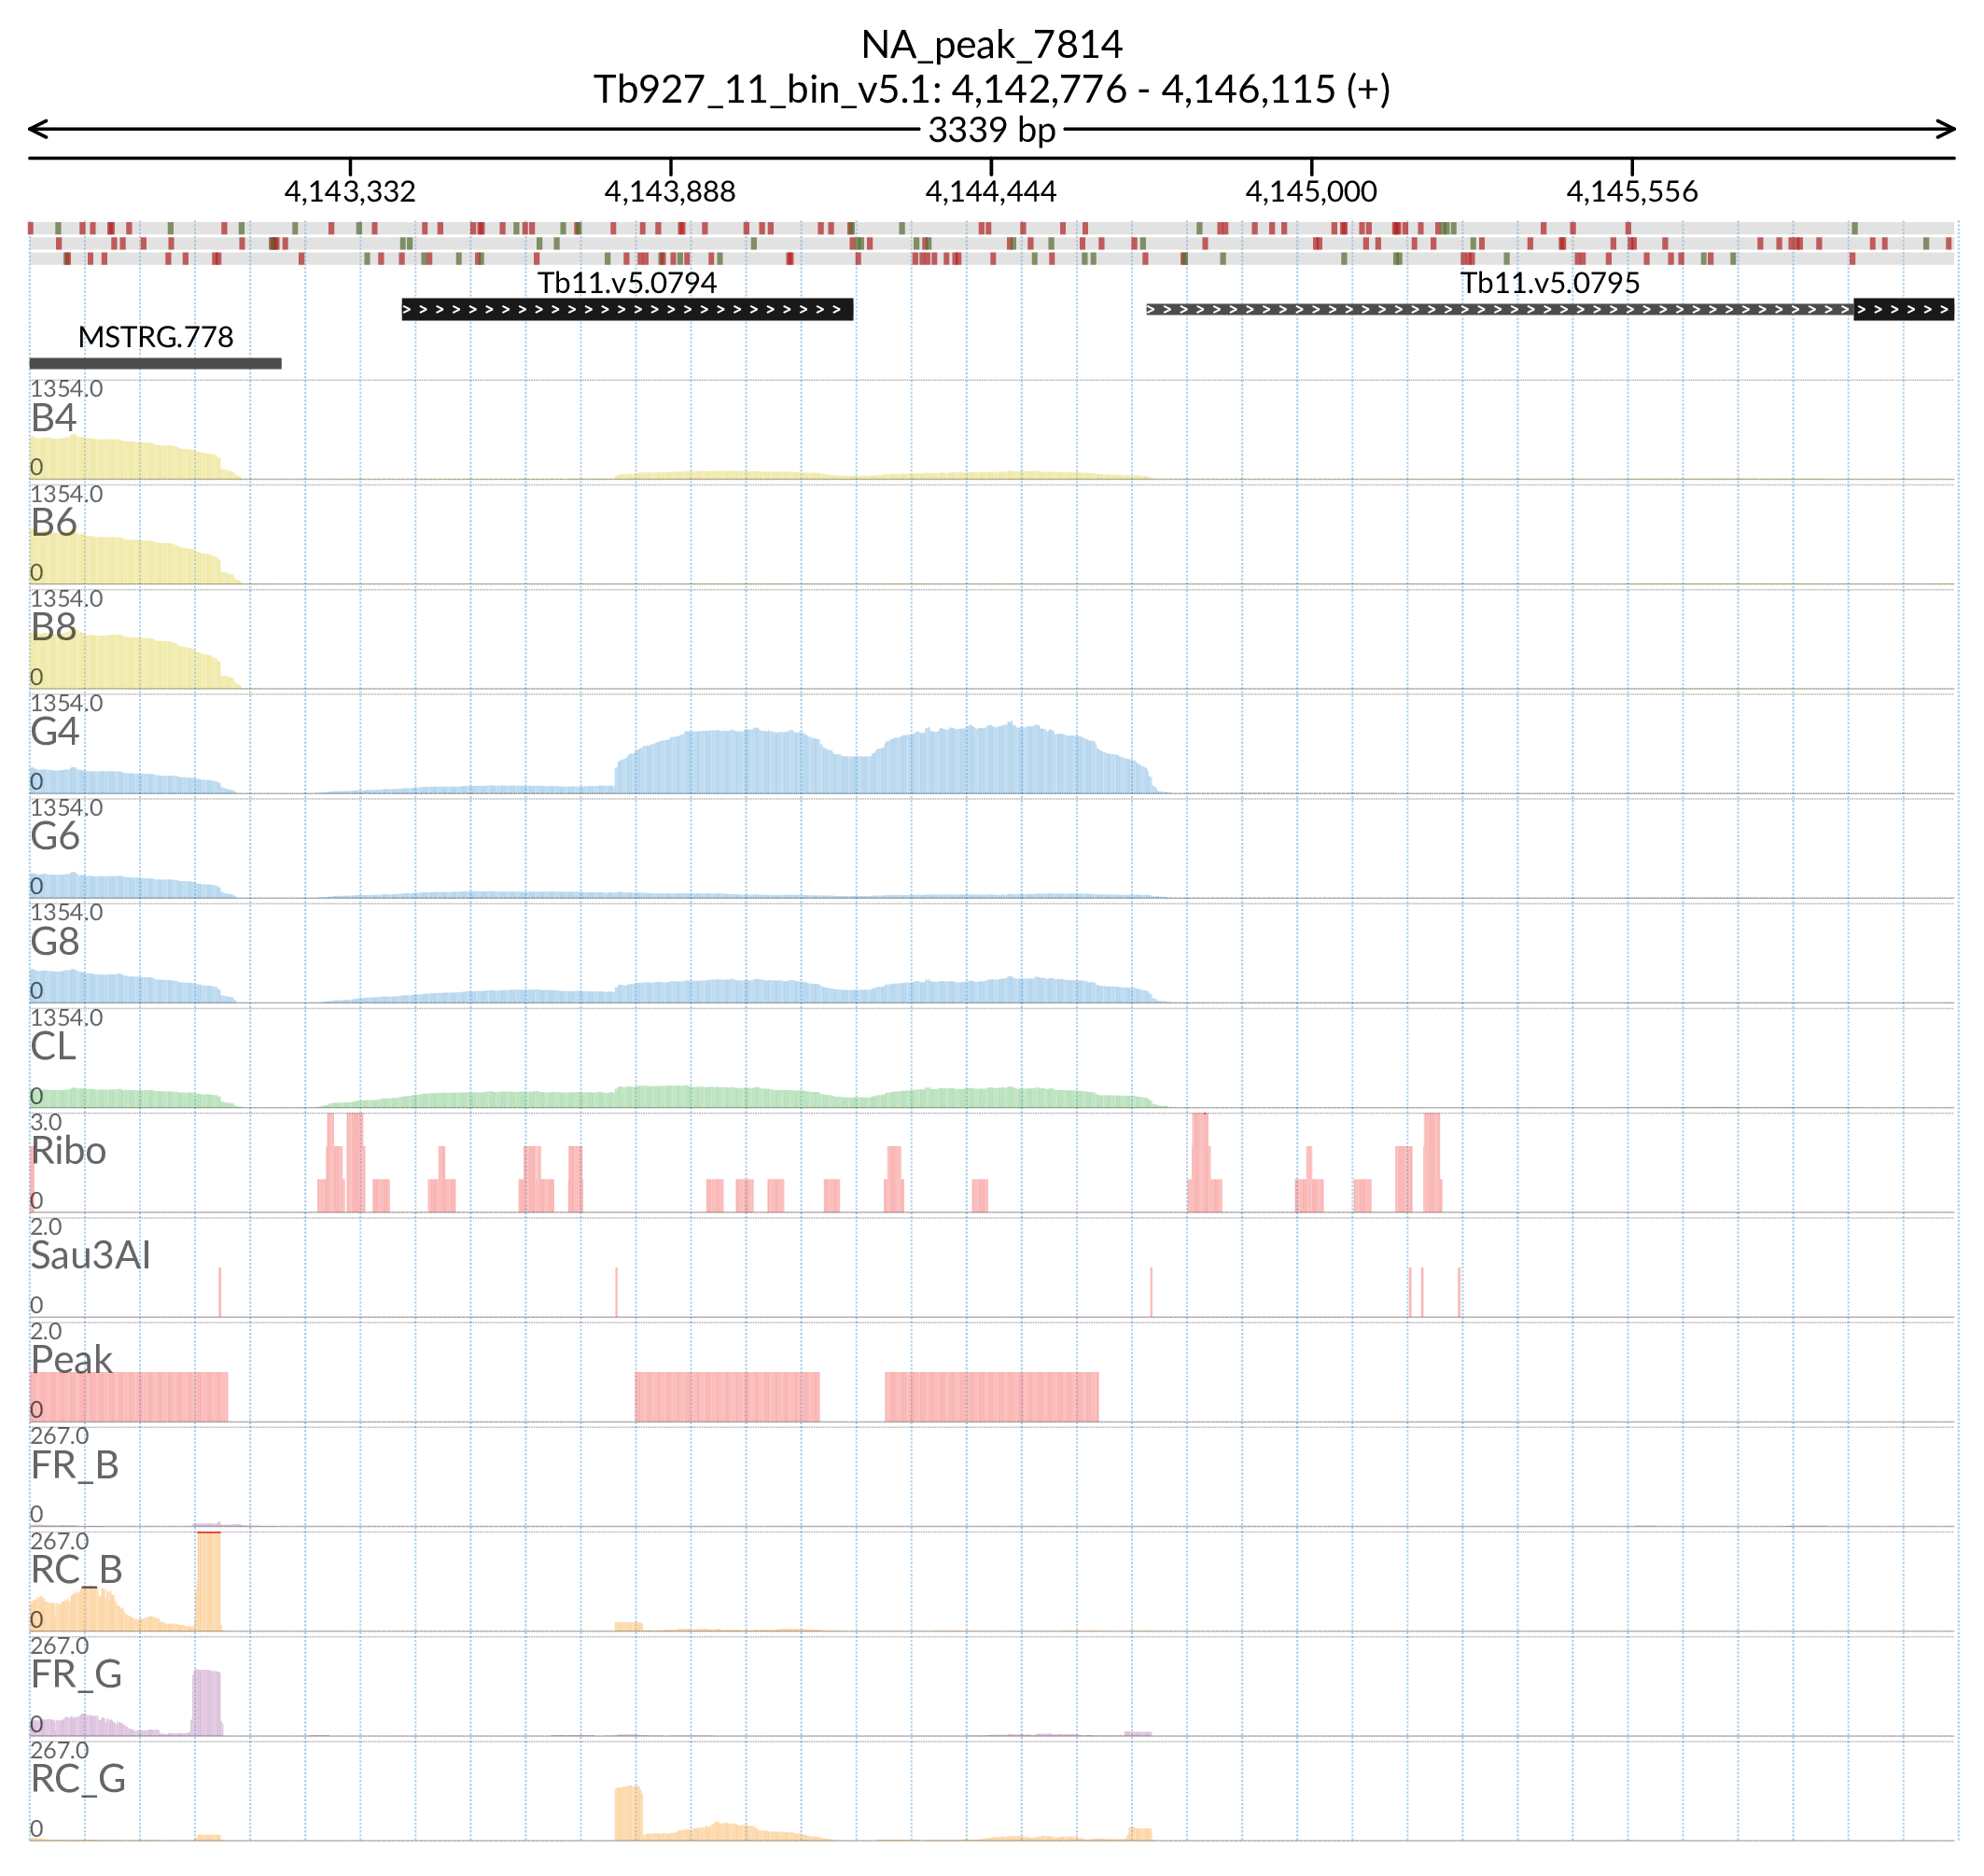 NA_peak_7814
Tb927_11_bin_v5.1: 4,142,776 - 4,146,115 (+)
3339 bp
4,143,332 4,143,888 4,144,444 4,145,000 4,145,556
Tb11.v5.0794 Tb11.v5.0795
MSTRG.778
1354.0
B4
0
1354.0
B6
0
1354.0
B8
0
1354.0
G4
0
1354.0
G6
0
1354.0
G8
0
1354.0
CL
0
3.0
Ribo
0
2.0
Sau3AI
0
2.0
Peak
0
267.0
FR_B
0
267.0
RC_B
0
267.0
FR_G
0
267.0
RC_G
0